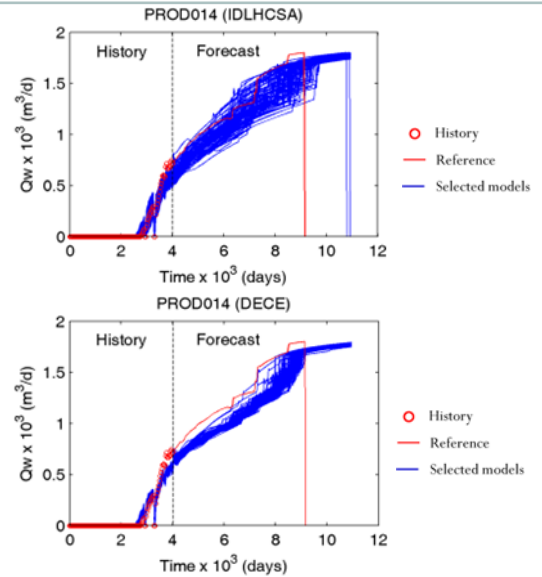 PROD014 (IDLHCSA)
2
1.5
1
0.5
0
Qw x 10³ (m³/d)
History
Forecast
0 2 4 6 8 10 12
Time x 10³ (days)
History
Reference
Selected models
PROD014 (DECE)
2
1.5
1
0.5
0
Qw x 10³ (m³/d)
History
Forecast
0 2 4 6 8 10 12
Time x 10³ (days)
History
Reference
Selected models